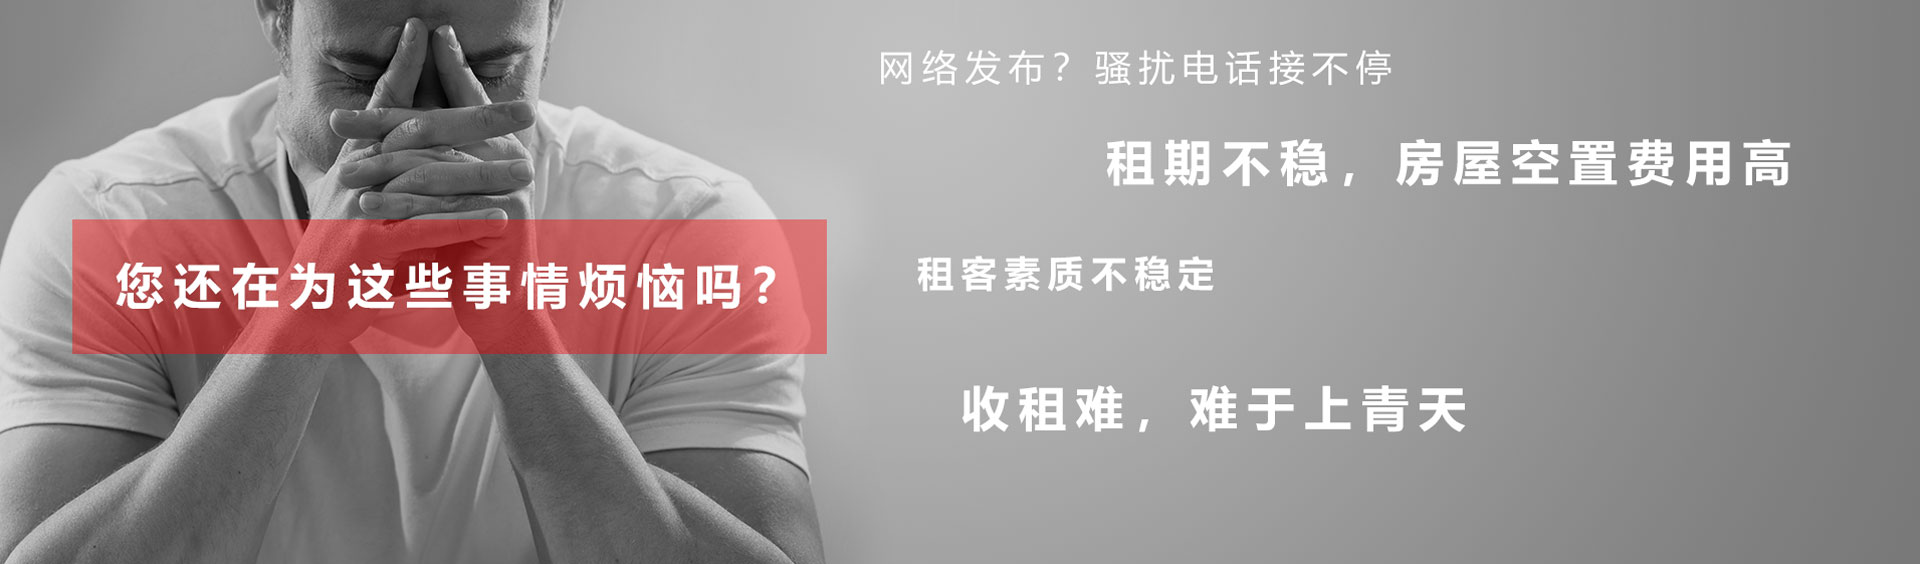 网络发布？骚扰电话接不停
租期不稳，房屋空置费用高
您还在为这些事情烦恼吗？
租客素质不稳定
收租难，难于上青天